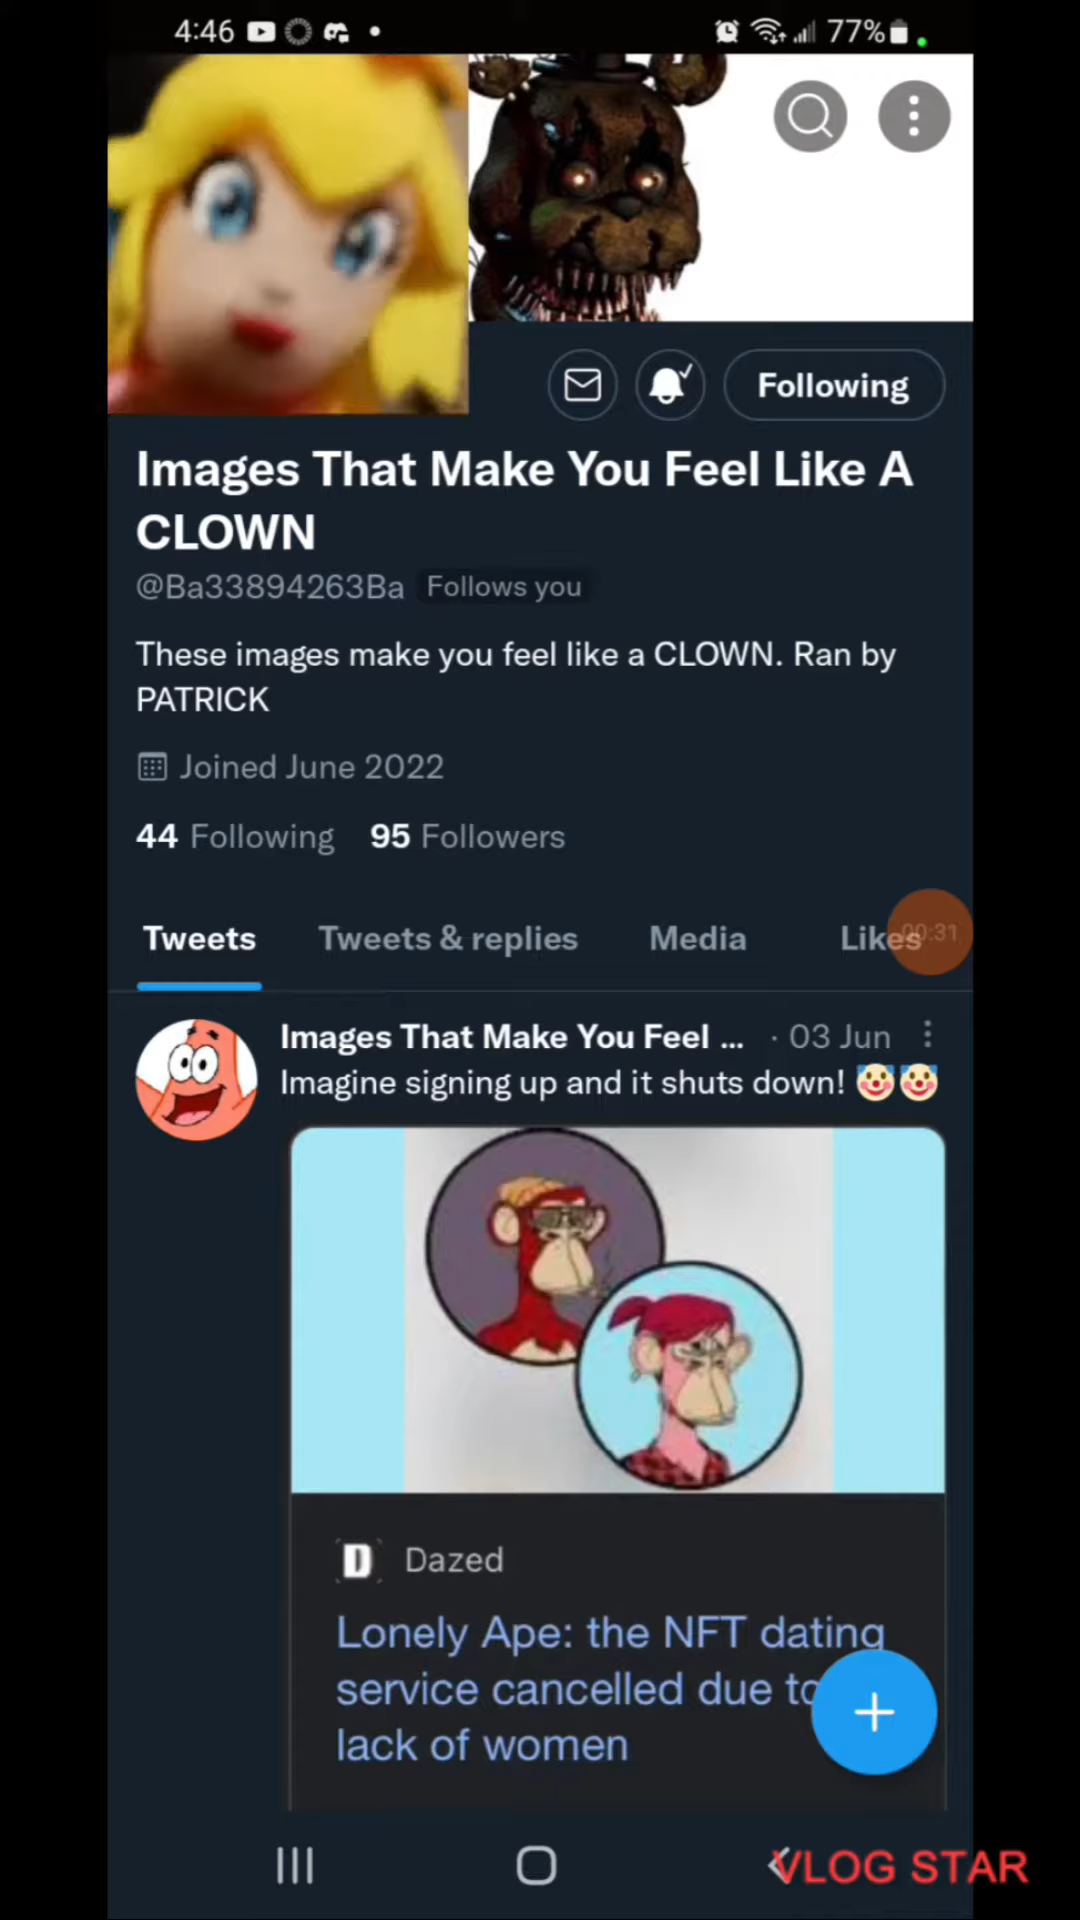 4:46
77%
Following
Images That Make You Feel Like A
CLOWN
@Ba33894263Ba Follows you
These images make you feel like a CLOWN. Ran by
PATRICK
Joined June 2022
44 Following 95 Followers
Tweets Tweets & replies Media Likes
00:31
Images That Make You Feel ... · 03 Jun
Imagine signing up and it shuts down! 🤡🤡
D Dazed
Lonely Ape: the NFT dating
service cancelled due to
lack of women
VLOG STAR